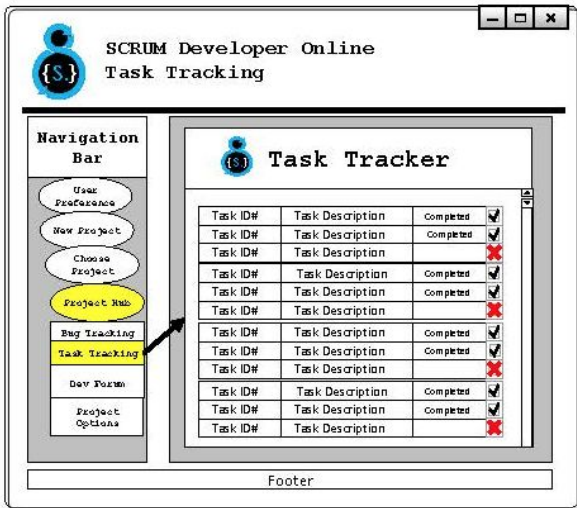 SCRUM Developer Online
Task Tracking
{S.}
Navigation
Bar
User
Preference
New Project
Choose
Project
Project Hub
Bug Tracking
Task Tracking
Dev Forum
Project
Options
{S.}
Task Tracker
Task ID# Task Description Completed
Task ID# Task Description Completed
Task ID# Task Description
Task ID# Task Description Completed
Task ID# Task Description Completed
Task ID# Task Description
Task ID# Task Description Completed
Task ID# Task Description Completed
Task ID# Task Description
Task ID# Task Description Completed
Task ID# Task Description Completed
Task ID# Task Description
Footer